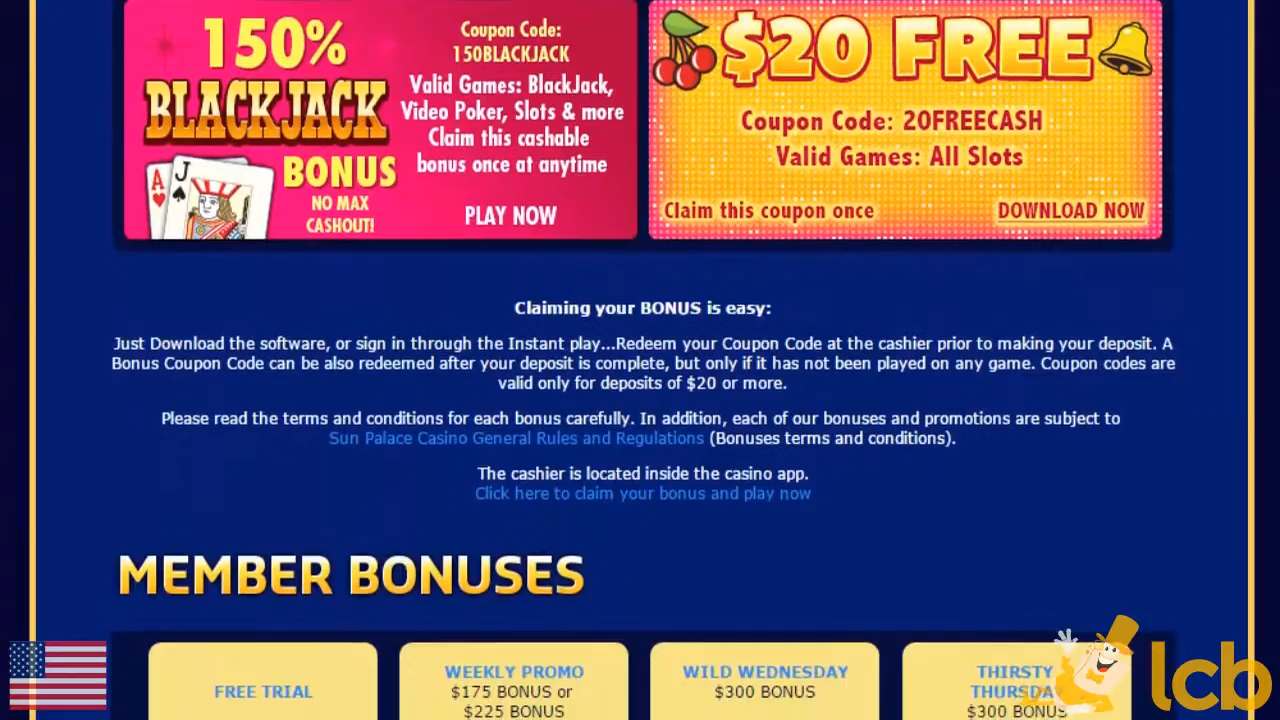 150%
BLACKJACK
BONUS
NO MAX
CASHOUT!
A
J
Coupon Code:
150BLACKJACK
Valid Games: BlackJack,
Video Poker, Slots & more
Claim this cashable
bonus once at anytime
PLAY NOW
$20 FREE
Coupon Code: 20FREECASH
Valid Games: All Slots
Claim this coupon once
DOWNLOAD NOW
Claiming your BONUS is easy:
Just Download the software, or sign in through the Instant play...Redeem your Coupon Code at the cashier prior to making your deposit. A
Bonus Coupon Code can be also redeemed after your deposit is complete, but only if it has not been played on any game. Coupon codes are
valid only for deposits of $20 or more.
Please read the terms and conditions for each bonus carefully. In addition, each of our bonuses and promotions are subject to
Sun Palace Casino General Rules and Regulations (Bonuses terms and conditions).
The cashier is located inside the casino app.
Click here to claim your bonus and play now
MEMBER BONUSES
FREE TRIAL
WEEKLY PROMO
$175 BONUS or
$225 BONUS
WILD WEDNESDAY
$300 BONUS
THIRSTY
THURSDAY
$300 BONUS
lcb